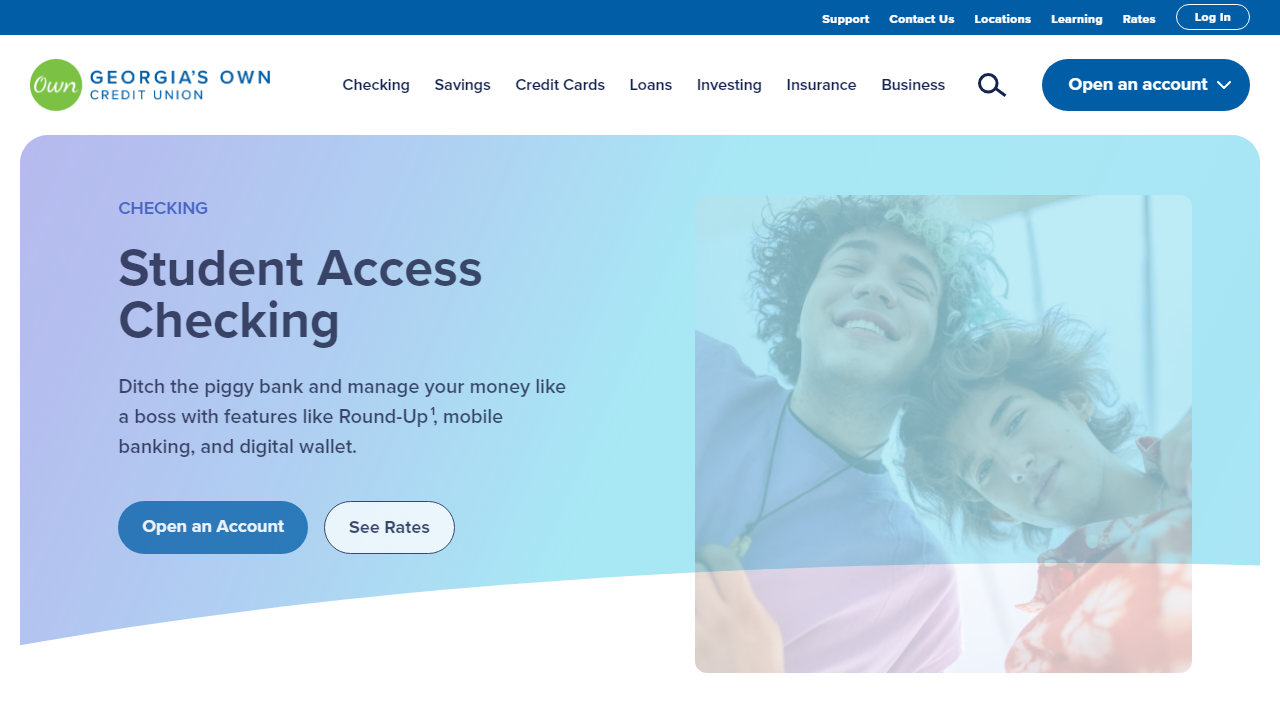 Support Contact Us Locations Learning Rates Log In
Own GEORGIA'S OWN
CREDIT UNION
Checking Savings Credit Cards Loans Investing Insurance Business Open an account
CHECKING
Student Access
Checking
Ditch the piggy bank and manage your money like
a boss with features like Round-Up¹, mobile
banking, and digital wallet.
Open an Account See Rates